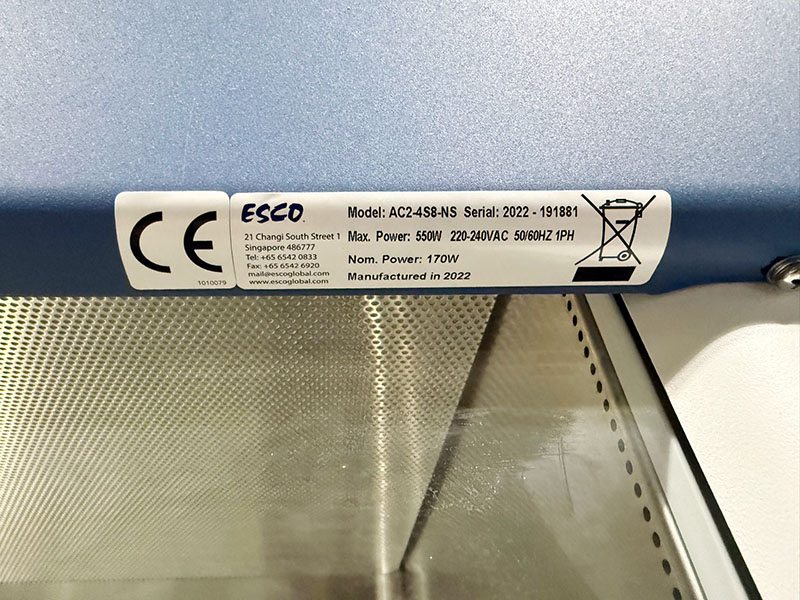 CE
1010079
ESCO
21 Changi South Street 1
Singapore 486777
Tel: +65 6542 0833
Fax: +65 6542 6920
mail@escoglobal.com
www.escoglobal.com
Model: AC2-4S8-NS Serial: 2022 - 191881
Max. Power: 550W 220-240VAC 50/60HZ 1PH
Nom. Power: 170W
Manufactured in 2022